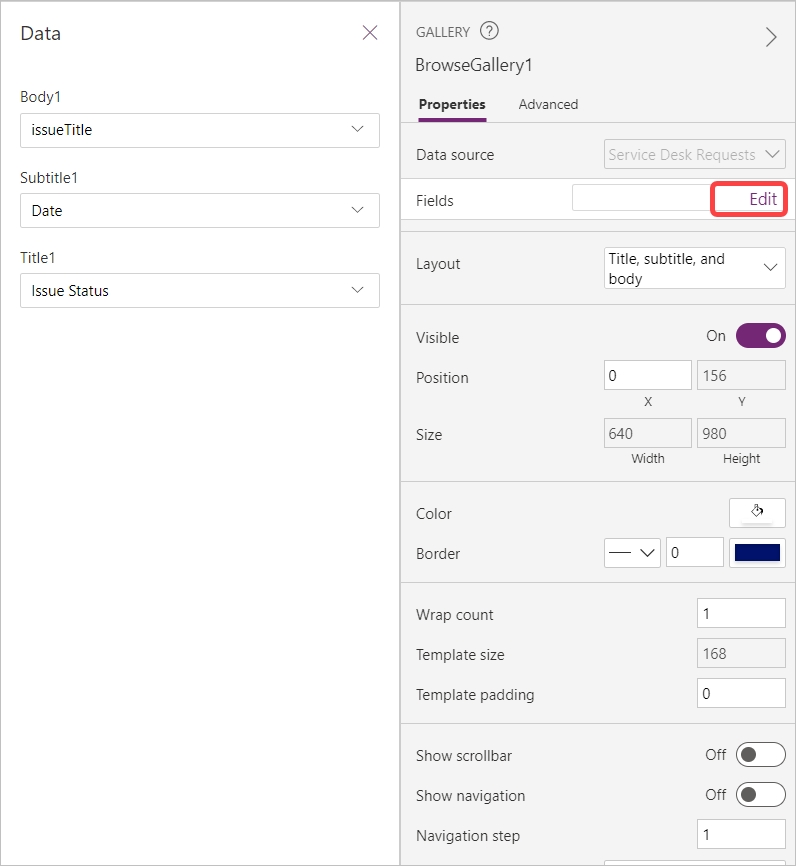 Data
Body1
issueTitle
Subtitle1
Date
Title1
Issue Status
GALLERY ?
BrowseGallery1
Properties Advanced
Data source Service Desk Requests
Fields Edit
Layout Title, subtitle, and
body
Visible On
Position 0 156
X Y
Size 640 980
Width Height
Color
Border 0
Wrap count 1
Template size 168
Template padding 0
Show scrollbar Off
Show navigation Off
Navigation step 1